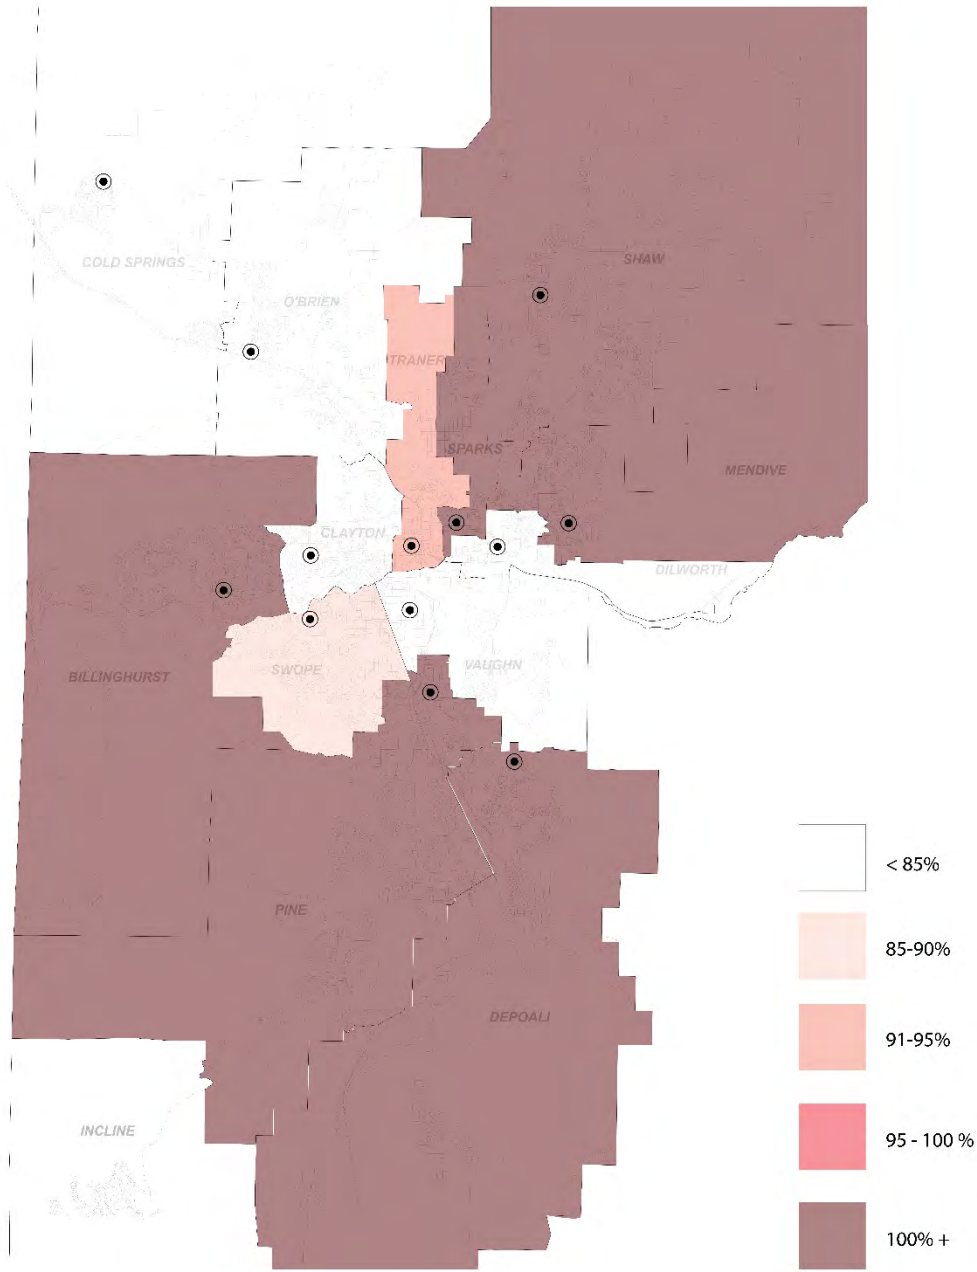 COLD SPRINGS
SHAW
O'BRIEN
TRANER
SPARKS
MENDIVE
CLAYTON
DILWORTH
SWOPE
VAUGHN
BILLINGHURST
< 85%
PINE
85-90%
DEPOALI
91-95%
INCLINE
95 - 100 %
100% +